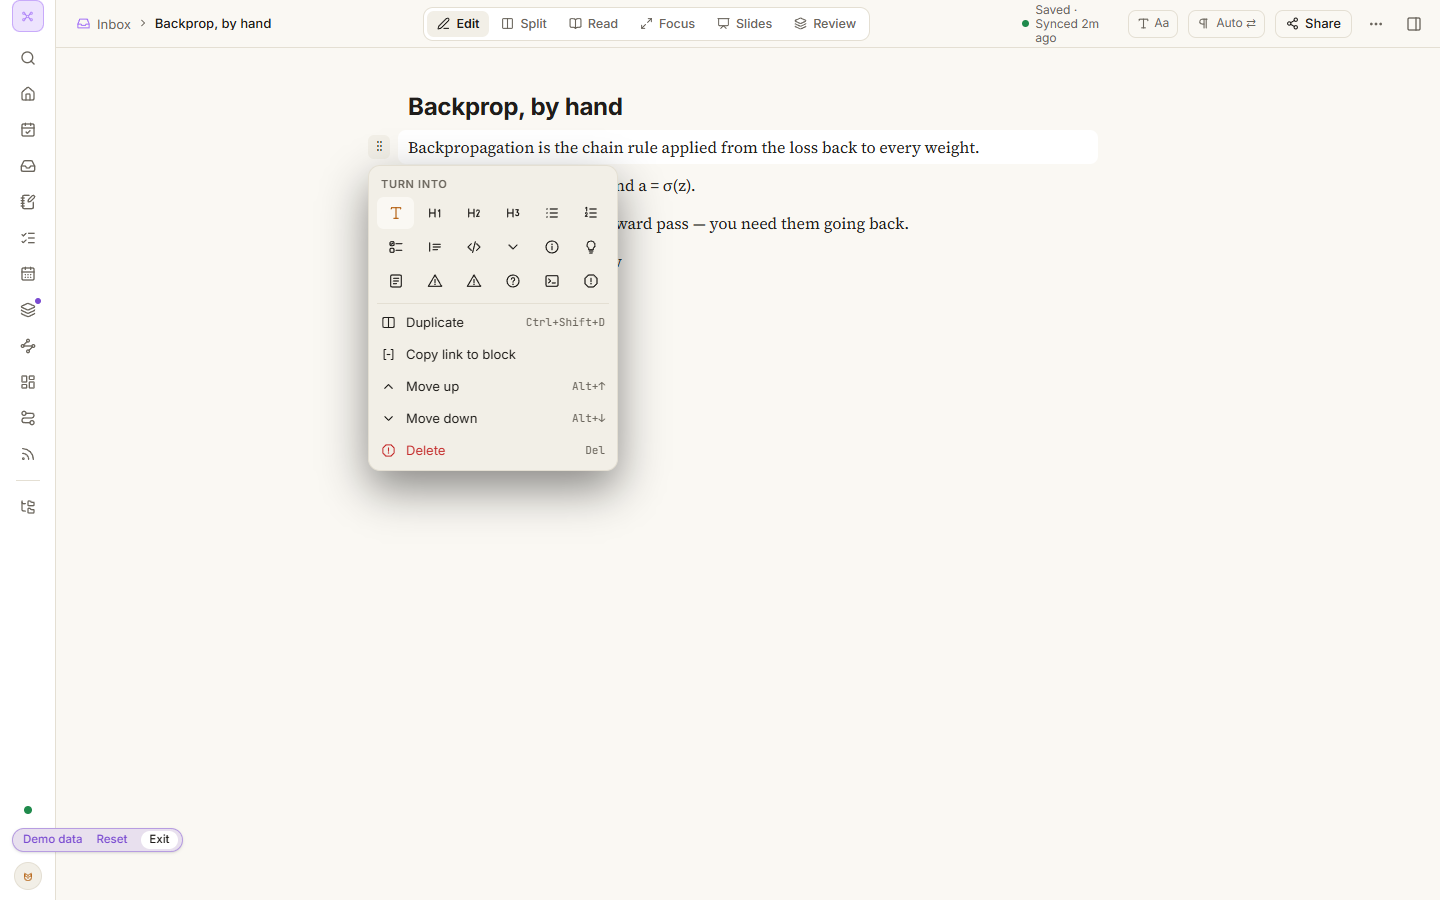 Inbox > Backprop, by hand
Edit Split Read Focus Slides Review
Saved ·
Synced 2m
ago
Aa
Auto
Share
Backprop, by hand
Backpropagation is the chain rule applied from the loss back to every weight.
nd a = σ(z).
ward pass — you need them going back.
y
TURN INTO
H1 H2 H3
Duplicate Ctrl+Shift+D
Copy link to block
Move up Alt+↑
Move down Alt+↓
Delete Del
Demo data Reset Exit